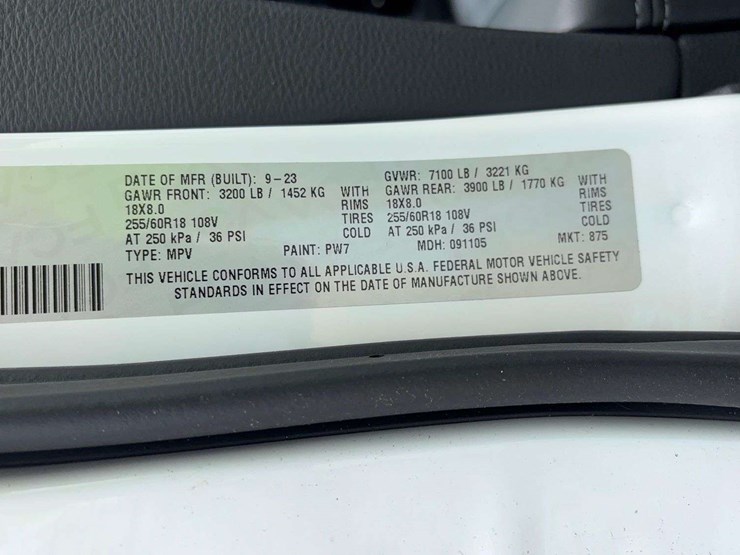 DATE OF MFR (BUILT): 9-23 GVWR: 7100 LB / 3221 KG
GAWR FRONT: 3200 LB / 1452 KG WITH GAWR REAR: 3900 LB / 1770 KG WITH
18X8.0 RIMS 18X8.0 RIMS
255/60R18 108V TIRES 255/60R18 108V TIRES
AT 250 kPa / 36 PSI COLD AT 250 kPa / 36 PSI COLD
TYPE: MPV PAINT: PW7 MDH: 091105 MKT: 875
THIS VEHICLE CONFORMS TO ALL APPLICABLE U.S.A. FEDERAL MOTOR VEHICLE SAFETY
STANDARDS IN EFFECT ON THE DATE OF MANUFACTURE SHOWN ABOVE.